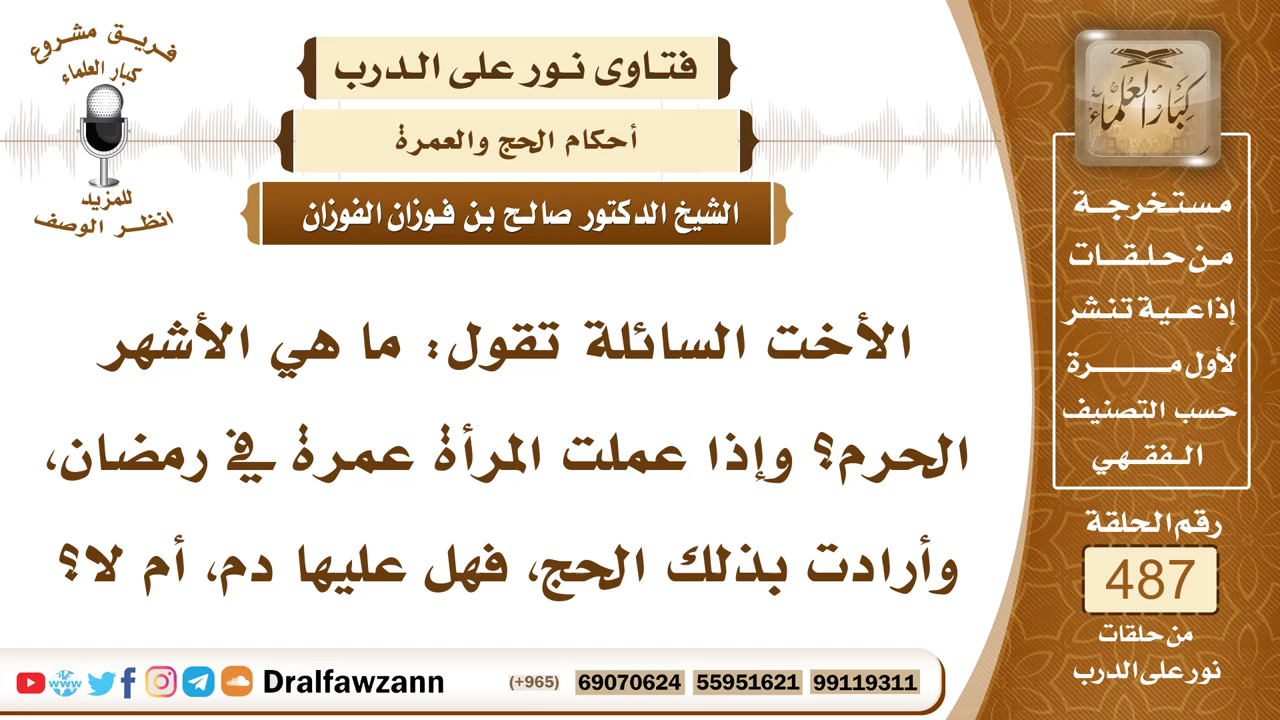 فريق مشروع
كبار العلماء
للمزيد
انظر الوصف
فتاوى نور على الدرب
أحكام الحج والعمرة
الشيخ الدكتور صالح بن فوزان الفوزان
الأخت السائلة تقول: ما هي الأشهر
الحرم؟ وإذا عملت المرأة عمرة في رمضان،
وأرادت بذلك الحج، فهل عليها دم، أم لا؟
كبار العلماء
مستخرجة
من حلقات
إذاعية تنشر
لأول مرة
حسب التصنيف
الفقهي
رقم الحلقة
487
من حلقات
نور على الدرب
www Dralfawzann (+965) 69070624 55951621 99119311